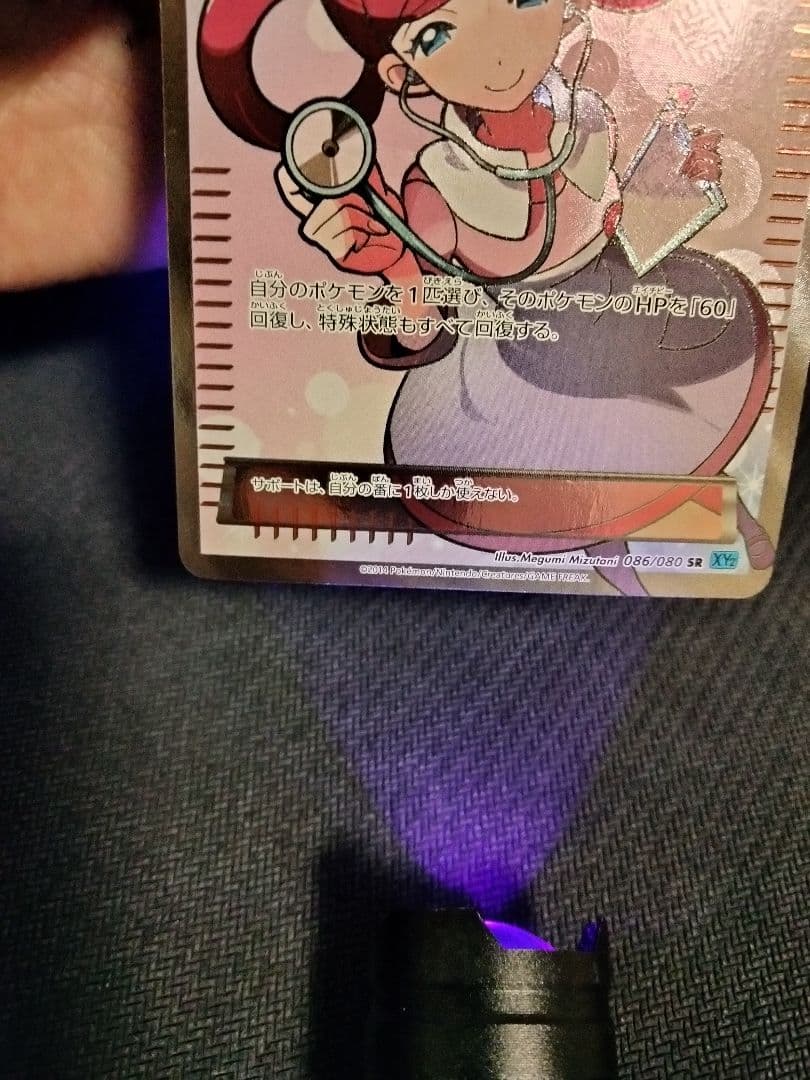 自分のポケモンを1匹選び、そのポケモンのHPを「60」
回復し、特殊状態もすべて回復する。
サポートは、自分の番に1枚しか使えない。
Illus.Megumi Mizutani 086/080 SR XY2
©2014 Pokémon/Nintendo/Creatures/GAME FREAK.